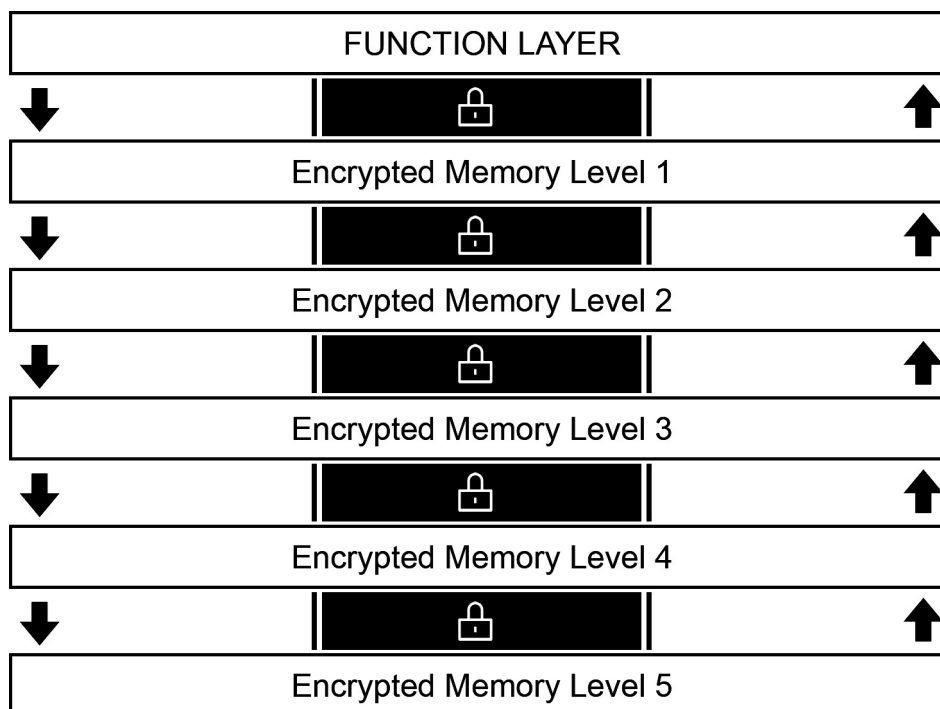 FUNCTION LAYER
Encrypted Memory Level 1
Encrypted Memory Level 2
Encrypted Memory Level 3
Encrypted Memory Level 4
Encrypted Memory Level 5